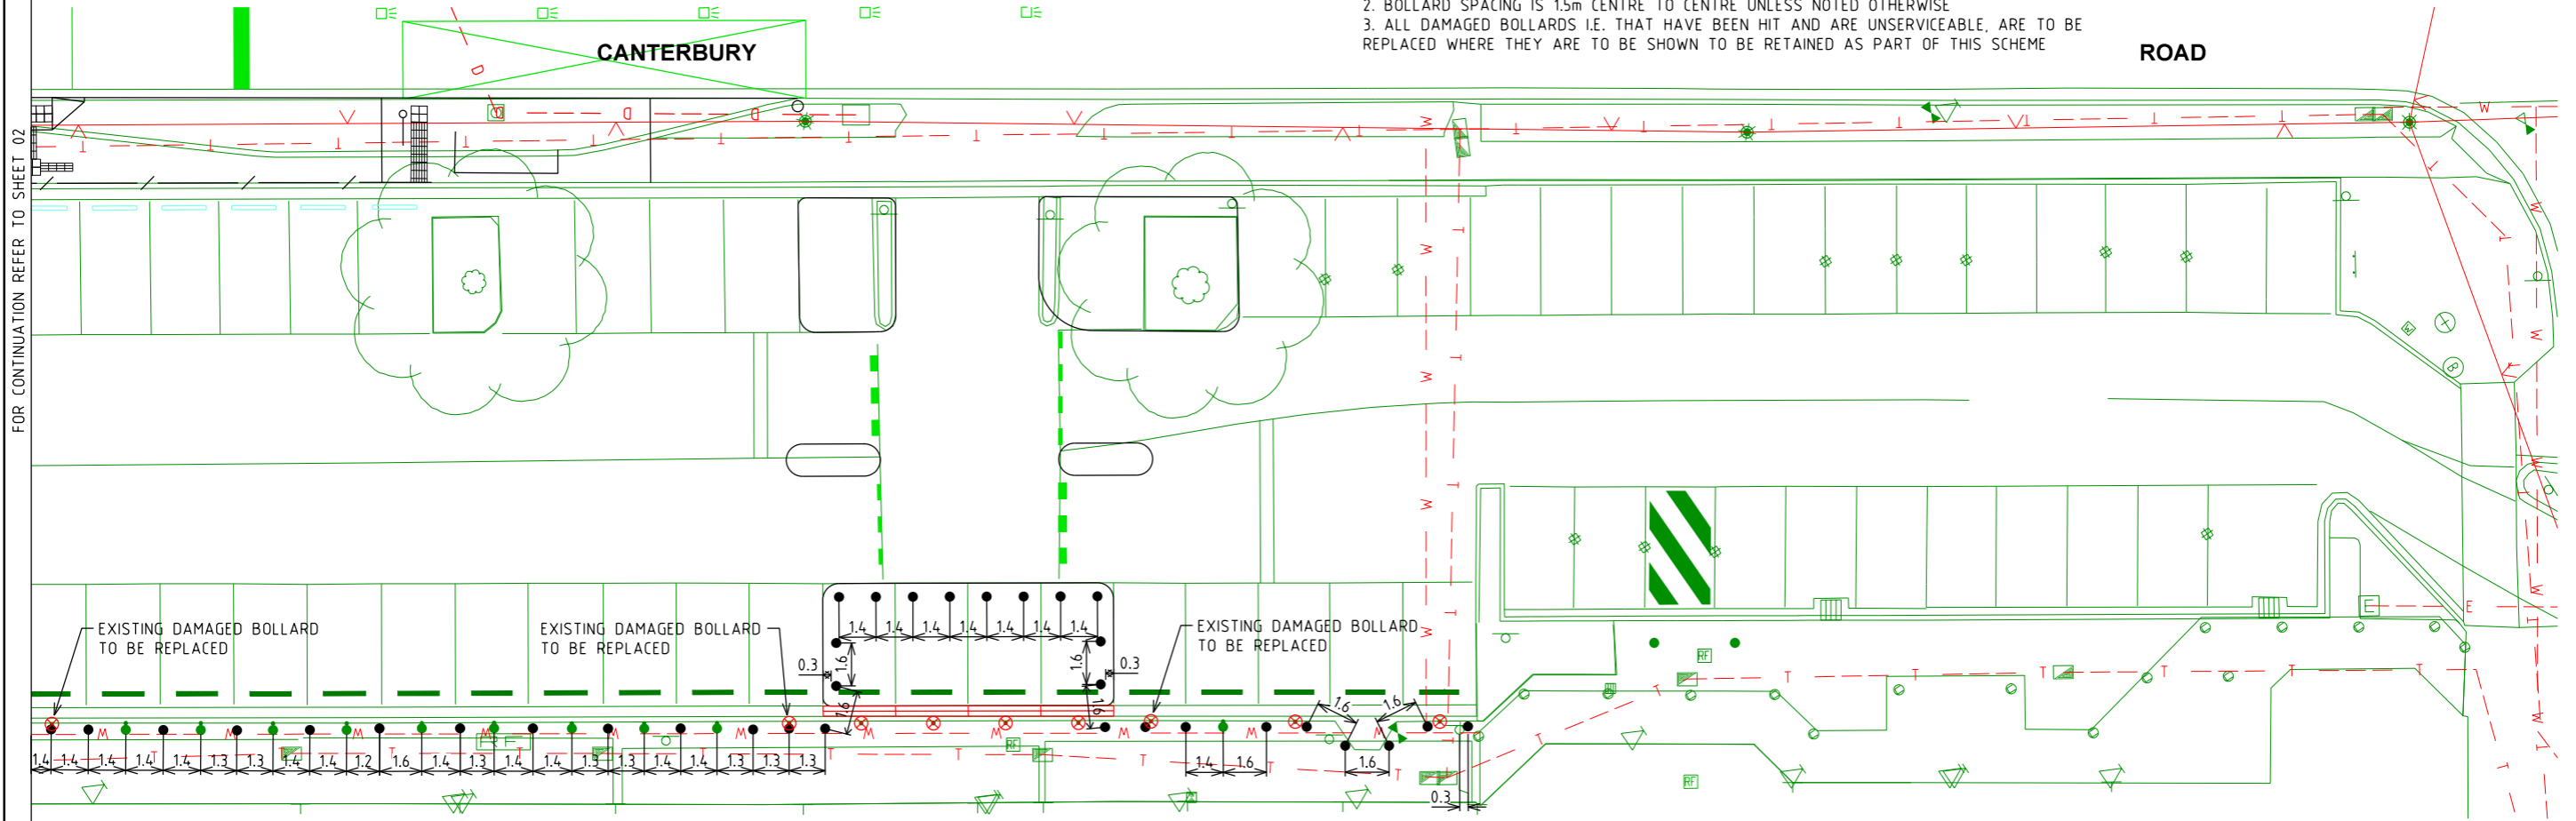 2. BOLLARD SPACING IS 1.5m CENTRE TO CENTRE UNLESS NOTED OTHERWISE
3. ALL DAMAGED BOLLARDS I.E. THAT HAVE BEEN HIT AND ARE UNSERVICEABLE, ARE TO BE
REPLACED WHERE THEY ARE TO BE SHOWN TO BE RETAINED AS PART OF THIS SCHEME
CANTERBURY
ROAD
FOR CONTINUATION REFER TO SHEET 02
EXISTING DAMAGED BOLLARD
TO BE REPLACED
EXISTING DAMAGED BOLLARD
TO BE REPLACED
EXISTING DAMAGED BOLLARD
TO BE REPLACED
1.4 1.4 1.4 1.4 1.4 1.4 1.4
0.3 1.6 1.6 0.3
1.6 1.6 1.6 1.6
1.4 1.4 1.4 1.4 1.4 1.3 1.3 1.4 1.4 1.2 1.6 1.4 1.3 1.4 1.3 1.3 1.4 1.4 1.3 1.3 1.3
1.4 1.6 1.6
0.3
RF
RF
RF
E
E
B